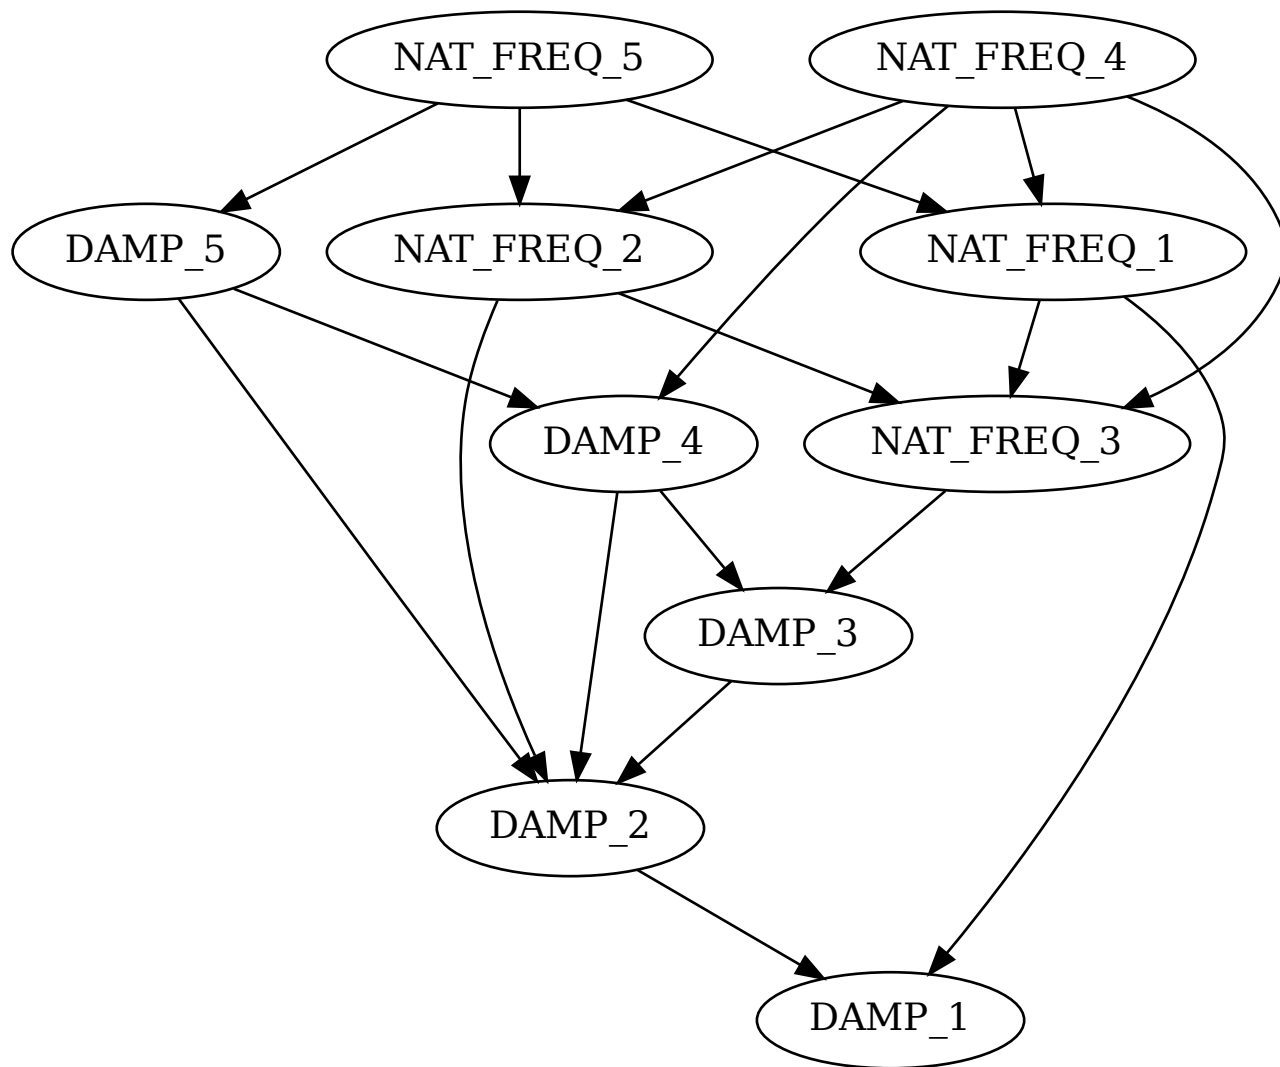 NAT_FREQ_5
NAT_FREQ_4
DAMP_5
NAT_FREQ_2
NAT_FREQ_1
DAMP_4
NAT_FREQ_3
DAMP_3
DAMP_2
DAMP_1